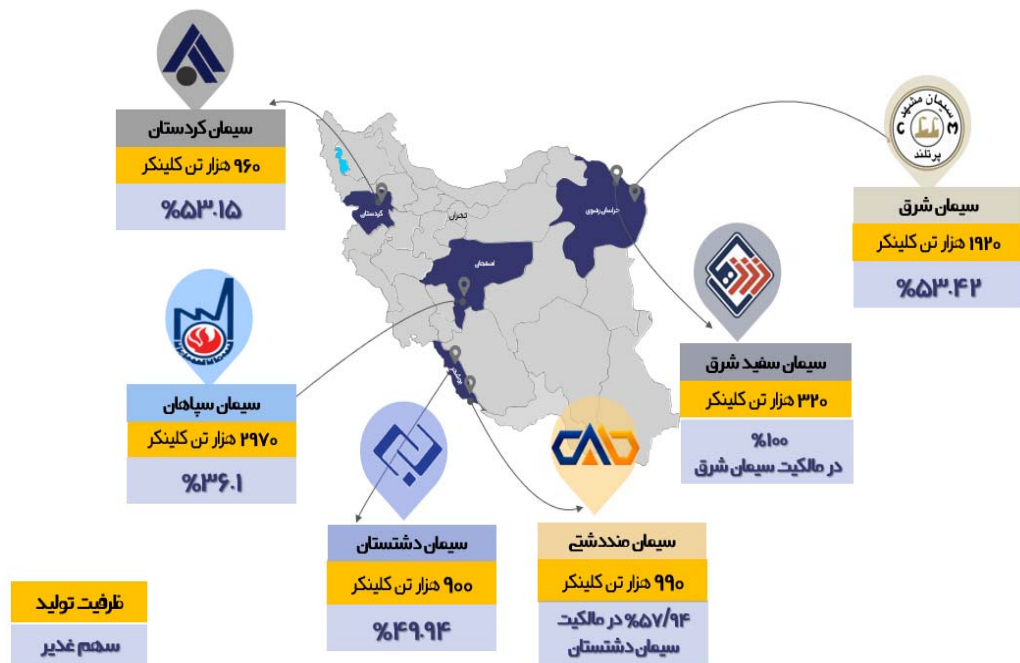 سیمان کردستان
۹۶۰ هزار تن کلینکر
%۵۳.۱۵
سیمان مشهد
پرتلند
سیمان شرق
۱۹۲۰ هزار تن کلینکر
%۵۳.۴۲
تهران
کردستان
خراسان رضوی
اصفهان
بوشهر
سیمان سفید شرق
۳۲۰ هزار تن کلینکر
%۱۰۰
در مالکیت سیمان شرق
سیمان سپاهان
۲۹۷۰ هزار تن کلینکر
%۳۶.۱
سیمان دشتستان
۹۰۰ هزار تن کلینکر
%۴۹.۹۴
سیمان منددشتی
۹۹۰ هزار تن کلینکر
%۵۷/۹۴ در مالکیت
سیمان دشتستان
ظرفیت تولید
سهم غدیر